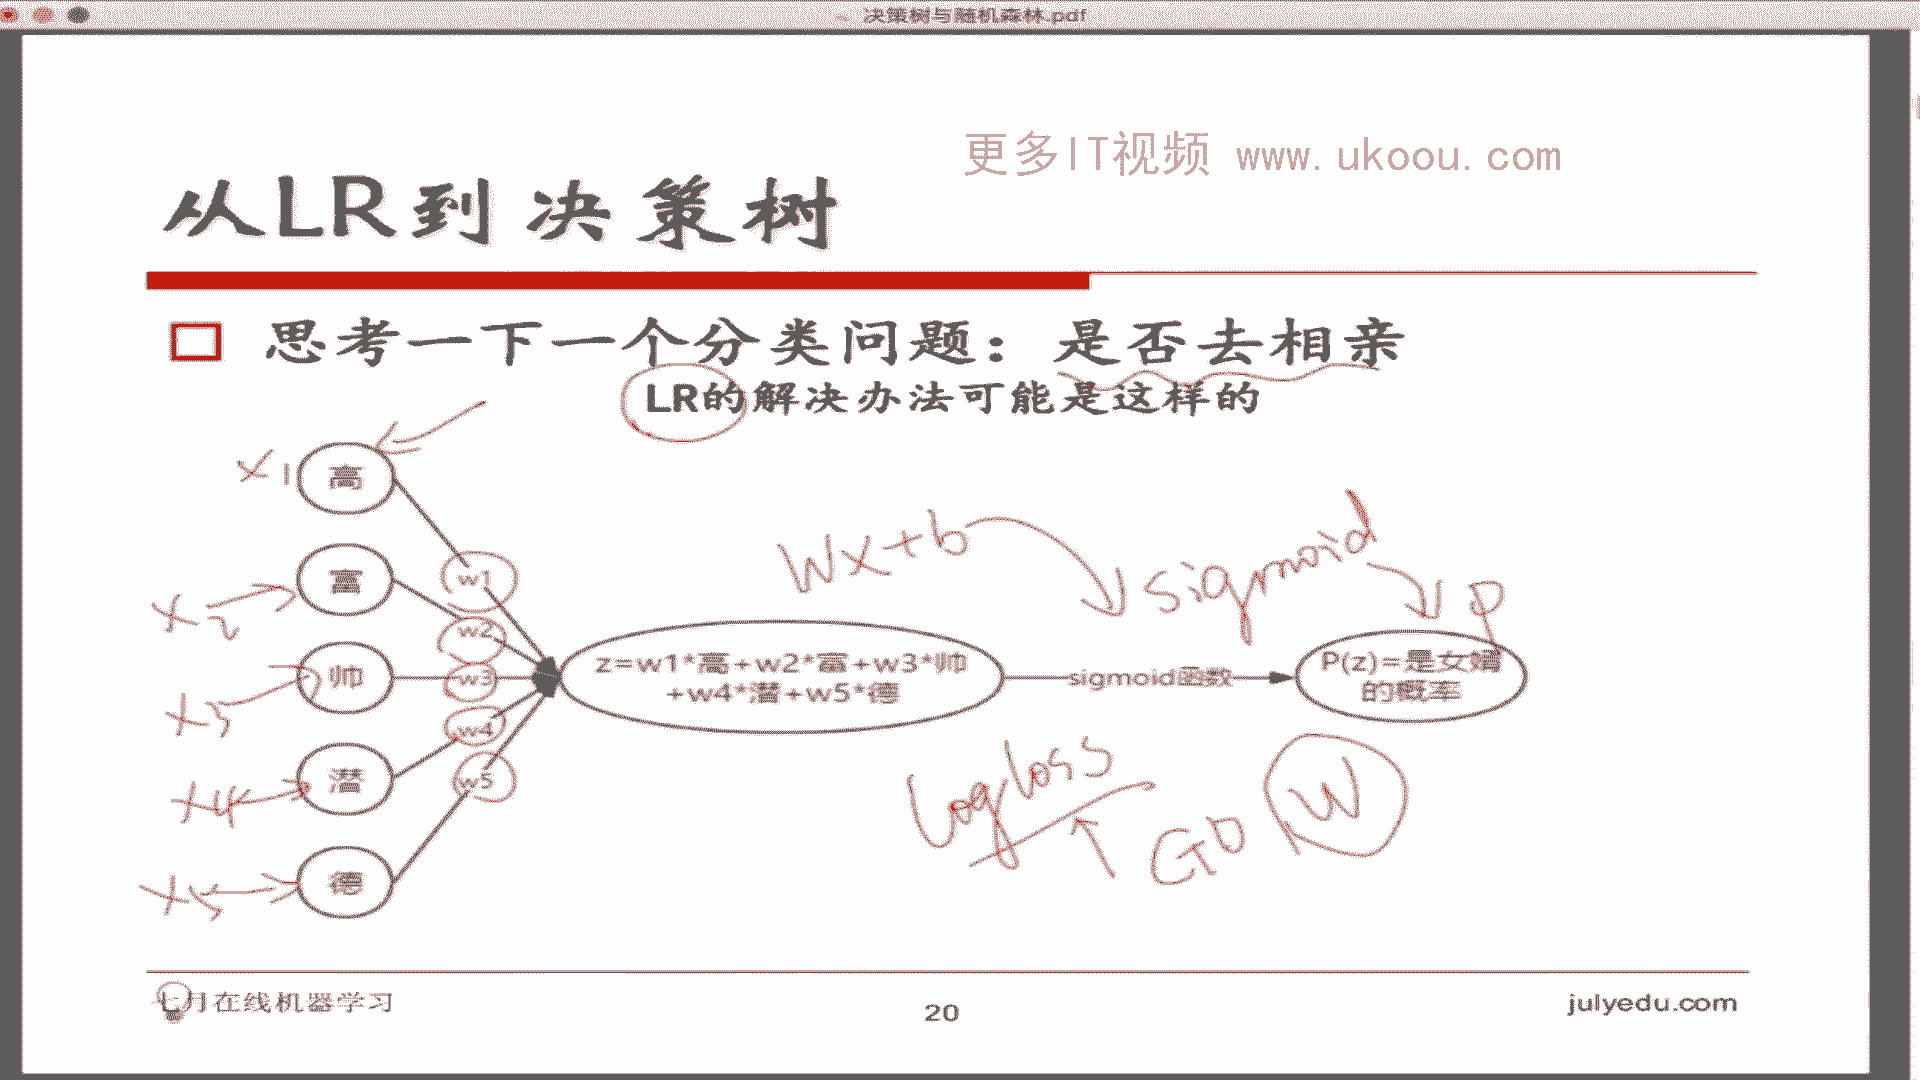 决策树与随机森林.pdf
更多IT视频 www.ukoou.com
从LR到决策树
思考一下一个分类问题：是否去相亲
LR的解决办法可能是这样的
x1
高
x2
富
x3
帅
x4
潜
x5
德
w1
w2
w3
w4
w5
z=w1*高+w2*富+w3*帅
+w4*潜+w5*德
Wx+b
sigmoid
P
sigmoid函数
P(z)=是女婿
的概率
logloss
GD
W
七月在线机器学习
20
julyedu.com